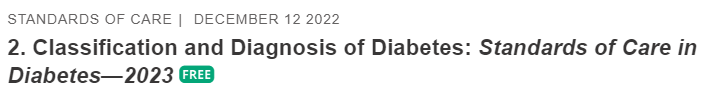 STANDARDS OF CARE | DECEMBER 12 2022
2. Classification and Diagnosis of Diabetes: Standards of Care in
Diabetes—2023 FREE